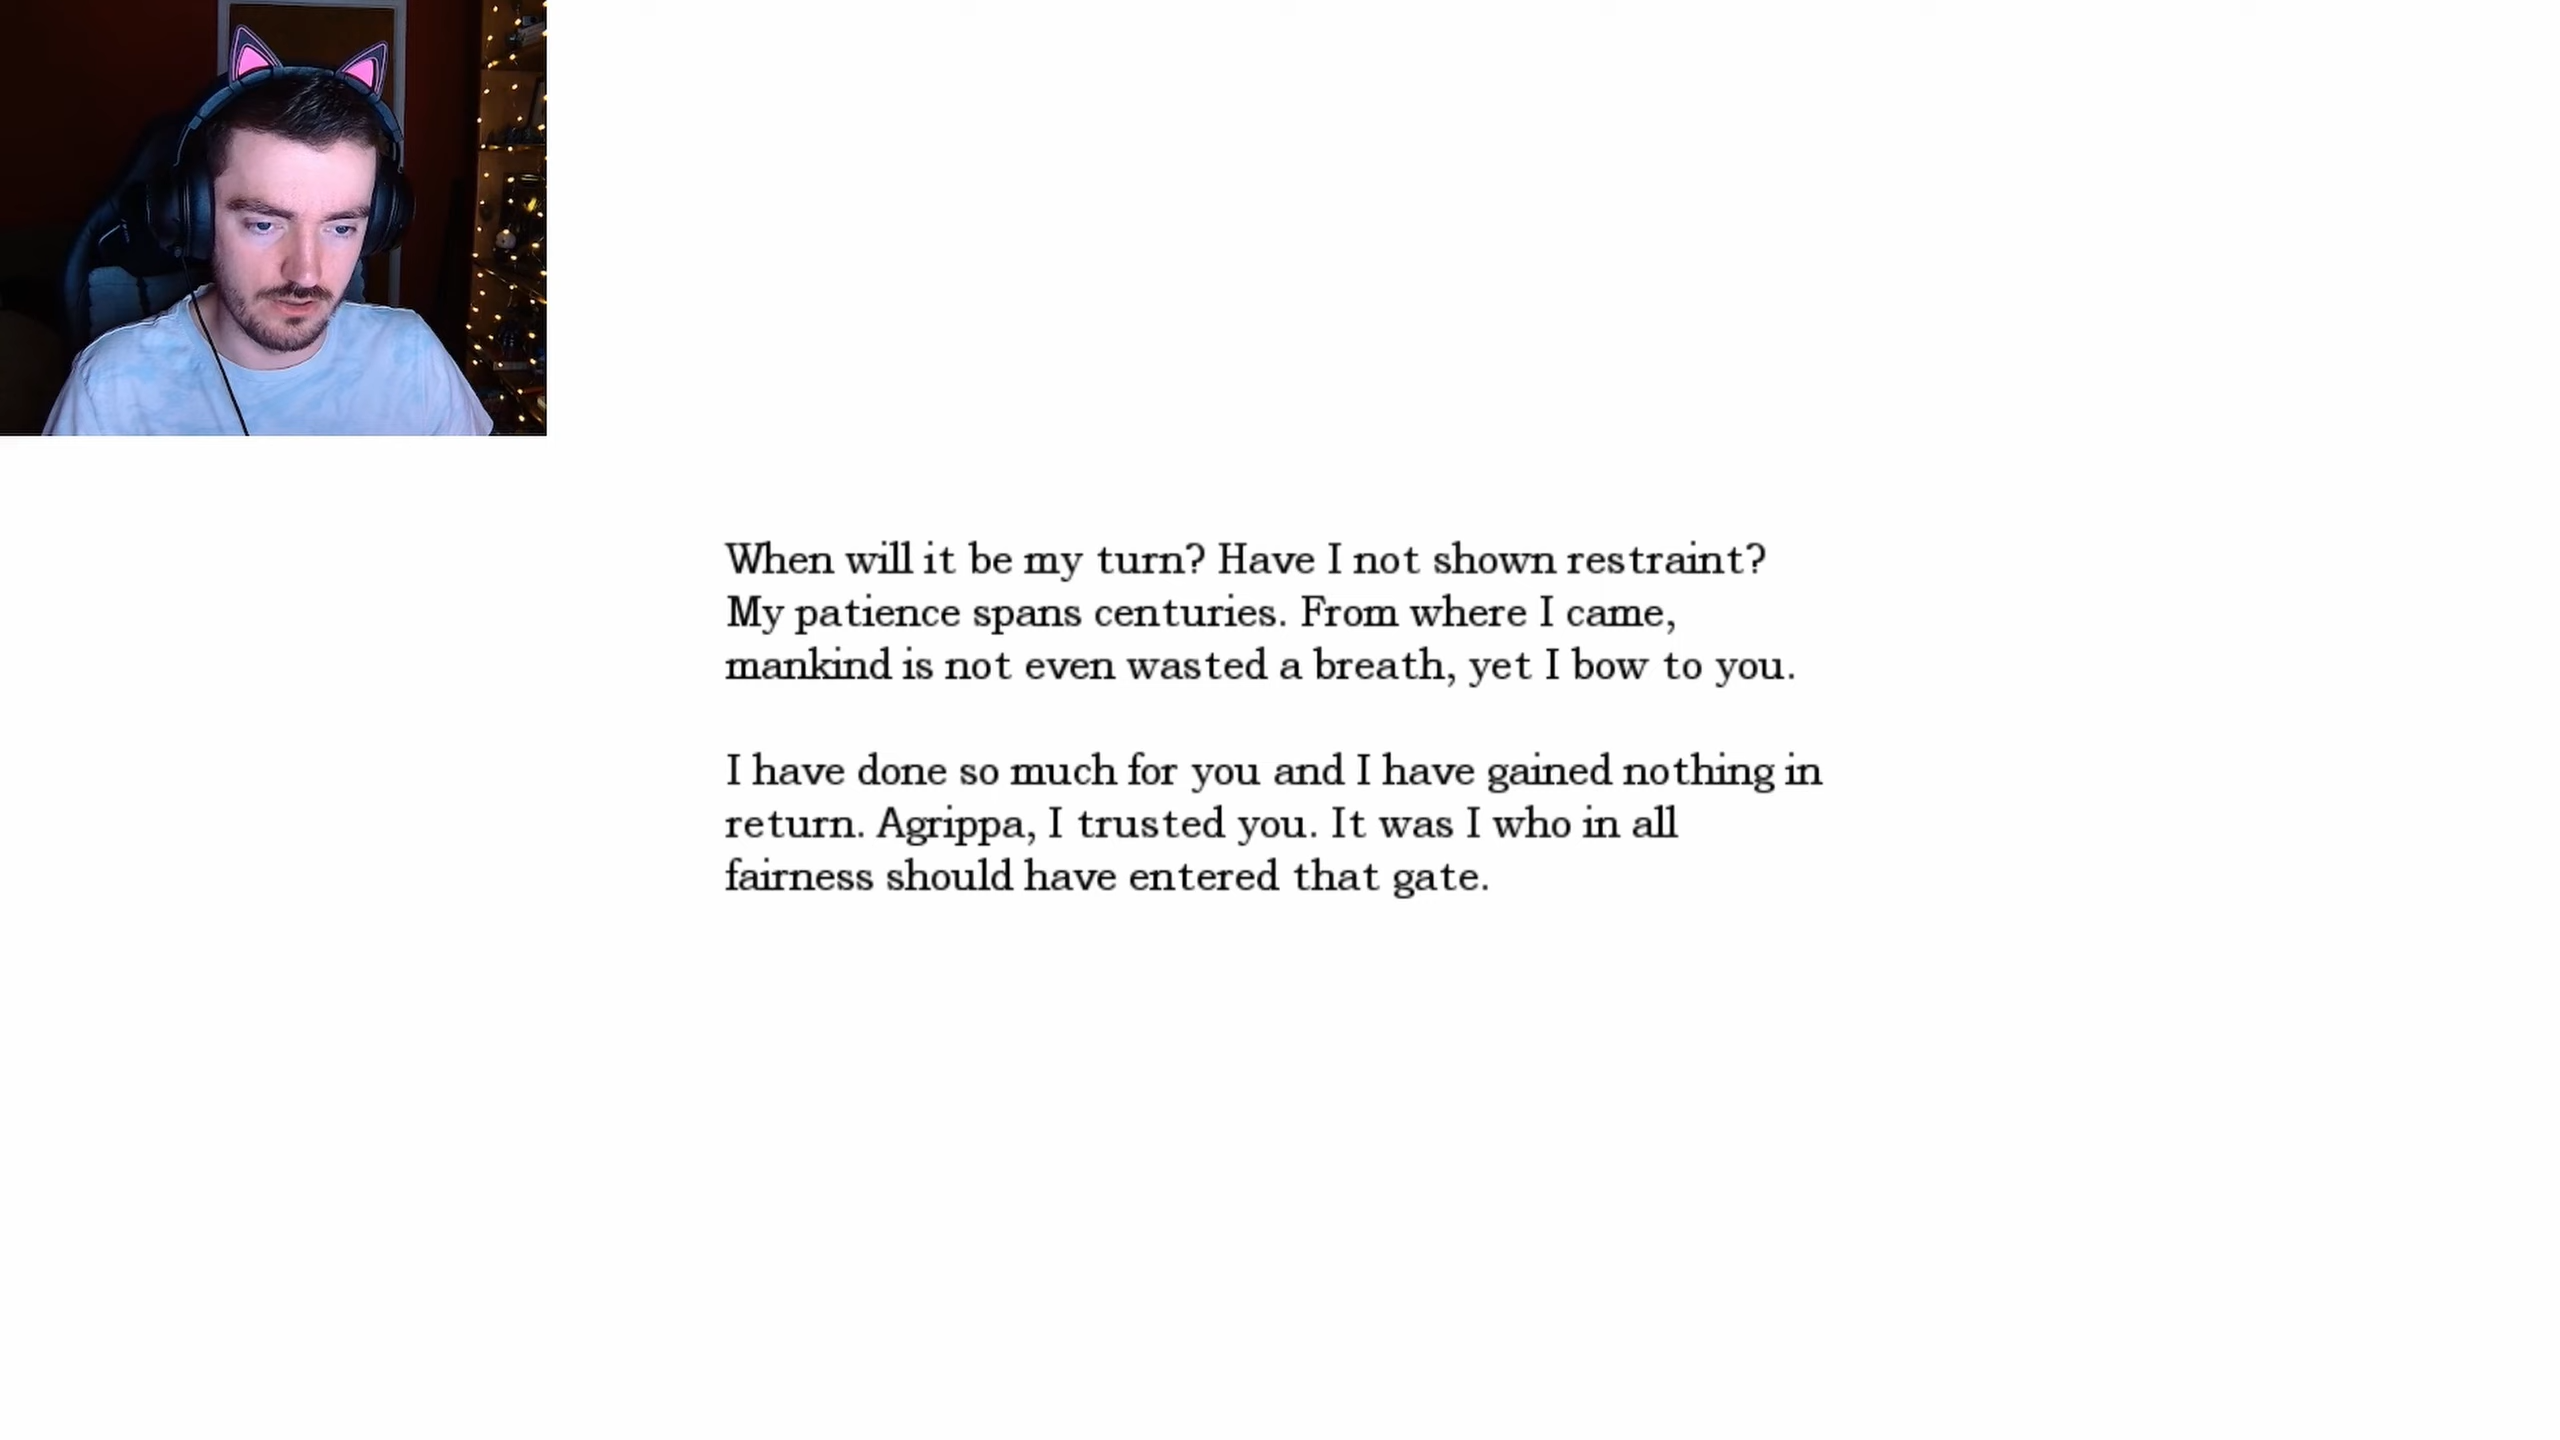 When will it be my turn? Have I not shown restraint?
My patience spans centuries. From where I came,
mankind is not even wasted a breath, yet I bow to you.
I have done so much for you and I have gained nothing in
return. Agrippa, I trusted you. It was I who in all
fairness should have entered that gate.